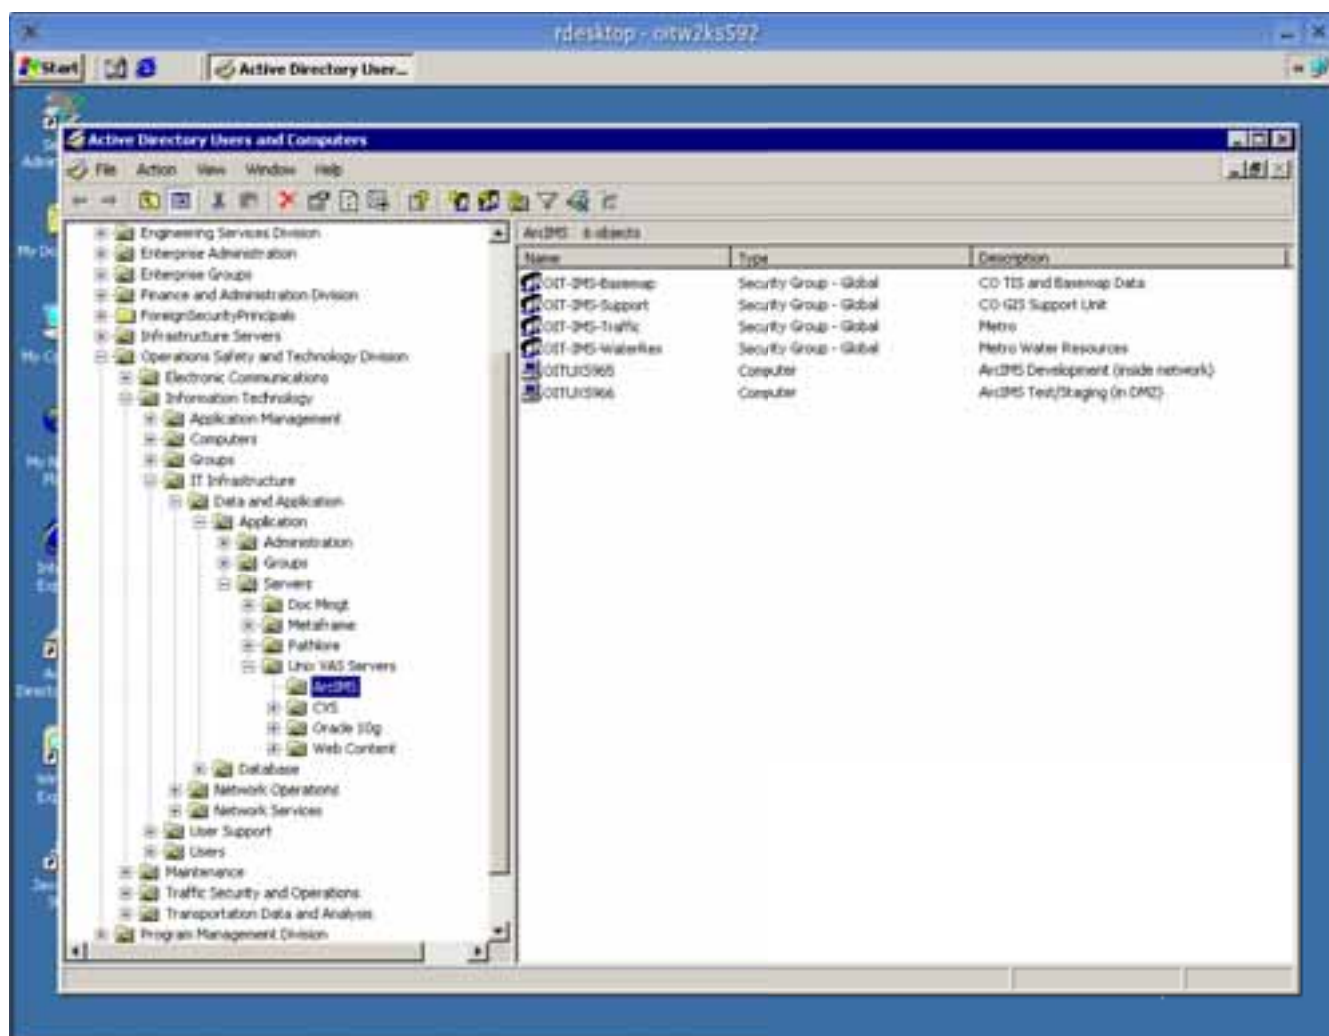 rdesktop - oitw2ks592
Start
Active Directory User...
Active Directory Users and Computers
File Action View Window Help
Engineering Services Division
Enterprise Administration
Enterprise Groups
Finance and Administration Division
ForeignSecurityPrincipals
Infrastructure Servers
Operations Safety and Technology Division
Electronic Communications
Information Technology
Application Management
Computers
Groups
IT Infrastructure
Data and Application
Application
Administration
Groups
Servers
Doc Mngt
Metaframe
Pathlore
Unix VAS Servers
ArcIMS
CVS
Oracle 10g
Web Content
Database
Network Operations
Network Services
User Support
Users
Maintenance
Traffic Security and Operations
Transportation Data and Analysis
Program Management Division
ArcIMS 6 objects
Name Type Description
OIT-IMS-Basemap Security Group - Global CO TIS and Basemap Data
OIT-IMS-Support Security Group - Global CO GIS Support Unit
OIT-IMS-Traffic Security Group - Global Metro
OIT-IMS-WaterRes Security Group - Global Metro Water Resources
OITUXS965 Computer ArcIMS Development (inside network)
OITUXS966 Computer ArcIMS Test/Staging (in DMZ)